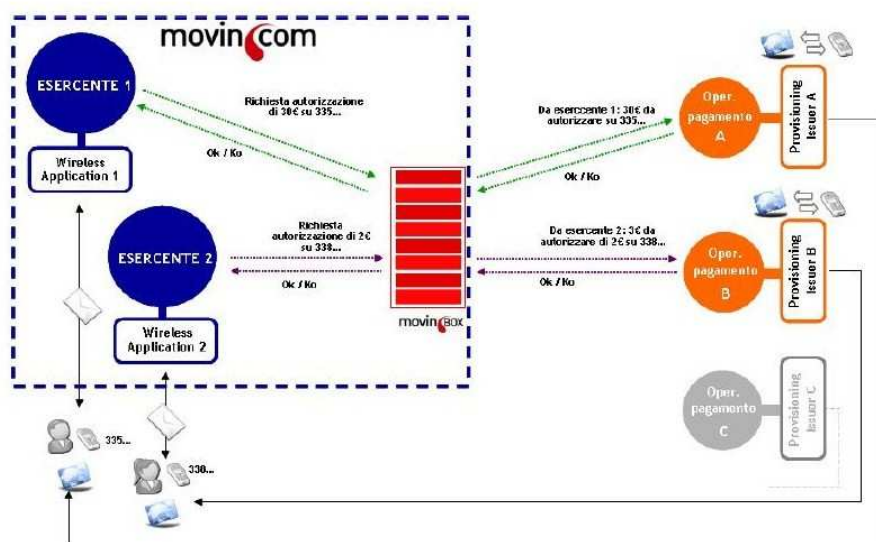 movincom
ESERCENTE 1
Wireless
Application 1
Richiesta autorizzazione
di 30€ su 335...
Ok / Ko
ESERCENTE 2
Wireless
Application 2
Richiesta
autorizzazione di 2€
su 338...
Ok / Ko
movinBOX
Da eserccente 1: 30€ da
autorizzare su 335...
Ok / Ko
Oper.
pagamento
A
Provisioning
Issuer A
Da esercente 2: 3€ da
autorizzare di 2€ su 338...
Ok / Ko
Oper.
pagamento
B
Provisioning
Issuer B
Oper.
pagamento
C
Provisioning
Issuer C
335...
338...